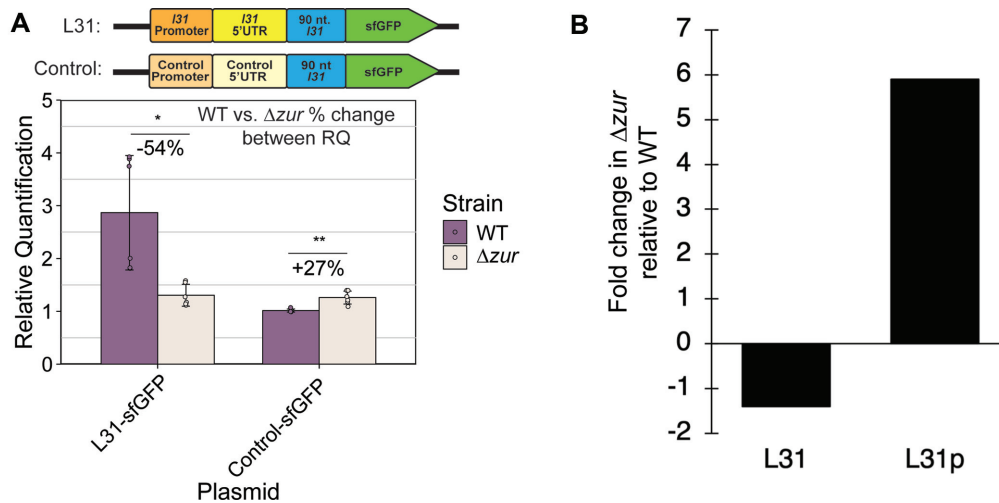 A
L31:
l31
Promoter
l31
5'UTR
90 nt.
l31
sfGFP
Control:
Control
Promoter
Control
5'UTR
90 nt
l31
sfGFP
Relative Quantification
5
4
3
2
1
0
WT vs. Δzur % change
between RQ
*
-54%
**
+27%
Strain
WT
Δzur
L31-sfGFP
Control-sfGFP
Plasmid
B
Fold change in Δzur
relative to WT
7
6
5
4
3
2
1
0
-1
-2
L31
L31p